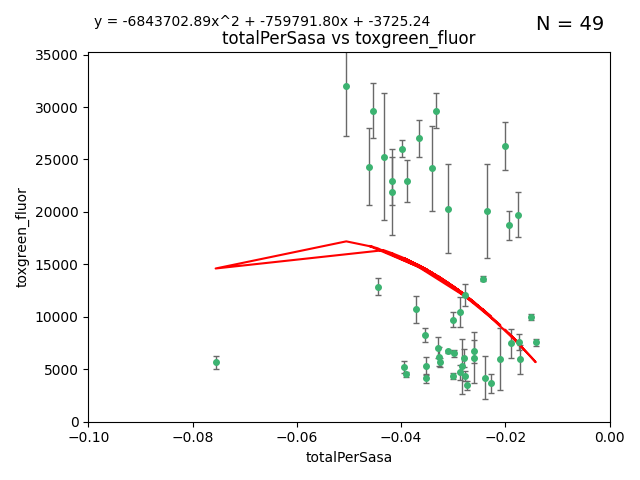 y = -6843702.89x^2 + -759791.80x + -3725.24
N = 49
totalPerSasa vs toxgreen_fluor
35000
30000
25000
20000
15000
10000
5000
0
toxgreen_fluor
−0.10 −0.08 −0.06 −0.04 −0.02 0.00
totalPerSasa